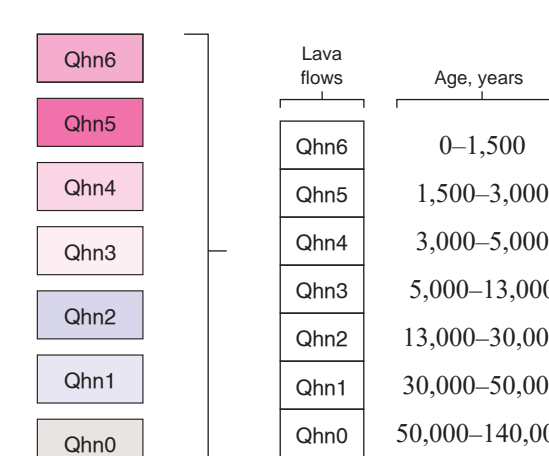 Qhn6
Qhn5
Qhn4
Qhn3
Qhn2
Qhn1
Qhn0
Lava
flows
Age, years
Qhn6 0–1,500
Qhn5 1,500–3,000
Qhn4 3,000–5,000
Qhn3 5,000–13,000
Qhn2 13,000–30,00
Qhn1 30,000–50,00
Qhn0 50,000–140,00